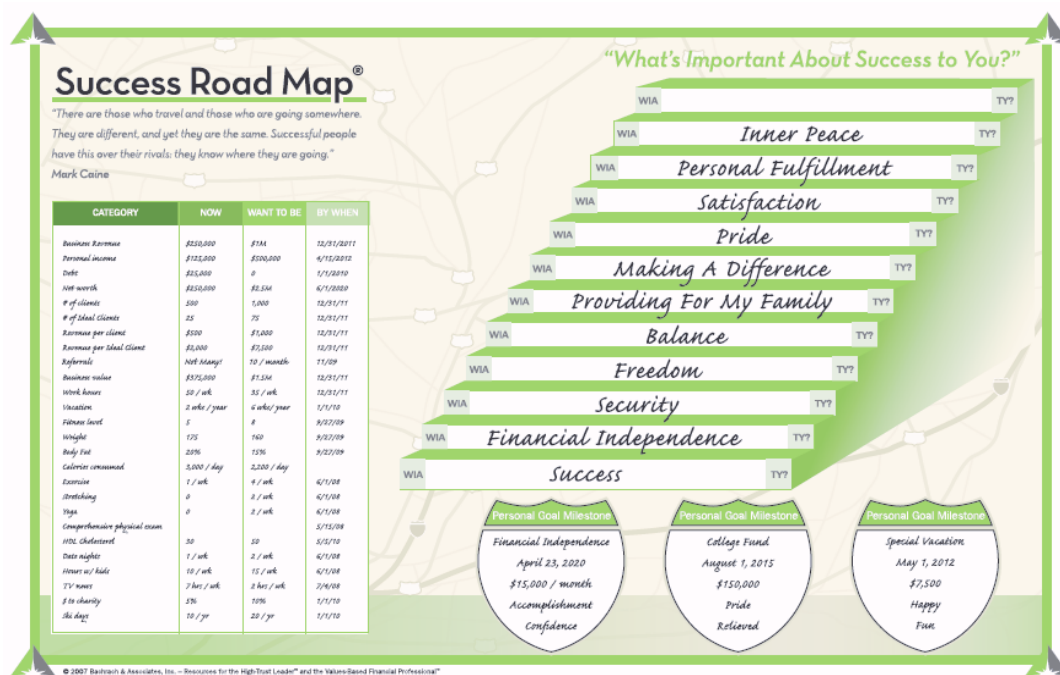 Success Road Map®
"There are those who travel and those who are going somewhere.
They are different, and yet they are the same. Successful people
have this over their rivals: they know where they are going."
Mark Caine
CATEGORY NOW WANT TO BE BY WHEN
Business Revenue $250,000 $1M 12/31/2011
Personal income $125,000 $500,000 4/15/2012
Debt $25,000 0 1/1/2010
Net worth $250,000 $2.5M 6/1/2020
# of clients 500 1,000 12/31/11
# of Ideal Clients 25 75 12/31/11
Revenue per client $500 $1,000 12/31/11
Revenue per Ideal Client $2,000 $7,500 12/31/11
Referrals Not Many! 10 / month 11/09
Business value $375,000 $1.5M 12/31/11
Work hours 50 / wk 35 / wk 12/31/11
Vacation 2 wks / year 6 wks/ year 1/1/10
Fitness level 5 8 9/27/09
Weight 175 160 9/27/09
Body Fat 20% 15% 9/27/09
Calories consumed 3,000 / day 2,200 / day
Exercise 1 / wk 4 / wk 6/1/08
Stretching 0 2 / wk 6/1/08
Yoga 0 2 / wk 6/1/08
Comprehensive physical exam 5/15/08
HDL Cholesterol 30 50 5/5/10
Date nights 1 / wk 2 / wk 6/1/08
Hours w/ kids 10 / wk 15 / wk 6/1/08
TV hours 7 hrs / wk 2 hrs / wk 7/4/08
$ to charity 5% 10% 1/1/10
Ski days 10 / yr 20 / yr 1/1/10
"What's Important About Success to You?"
WIA TY?
WIA Inner Peace TY?
WIA Personal Fulfillment TY?
WIA Satisfaction TY?
WIA Pride TY?
WIA Making A Difference TY?
WIA Providing For My Family TY?
WIA Balance TY?
WIA Freedom TY?
WIA Security TY?
WIA Financial Independence TY?
WIA Success TY?
Personal Goal Milestone
Financial Independence
April 23, 2020
$15,000 / month
Accomplishment
Confidence
Personal Goal Milestone
College Fund
August 1, 2015
$150,000
Pride
Relieved
Personal Goal Milestone
Special Vacation
May 1, 2012
$7,500
Happy
Fun
© 2007 Bachrach & Associates, Inc. – Resources for the High-Trust Leader™ and the Values-Based Financial Professional™